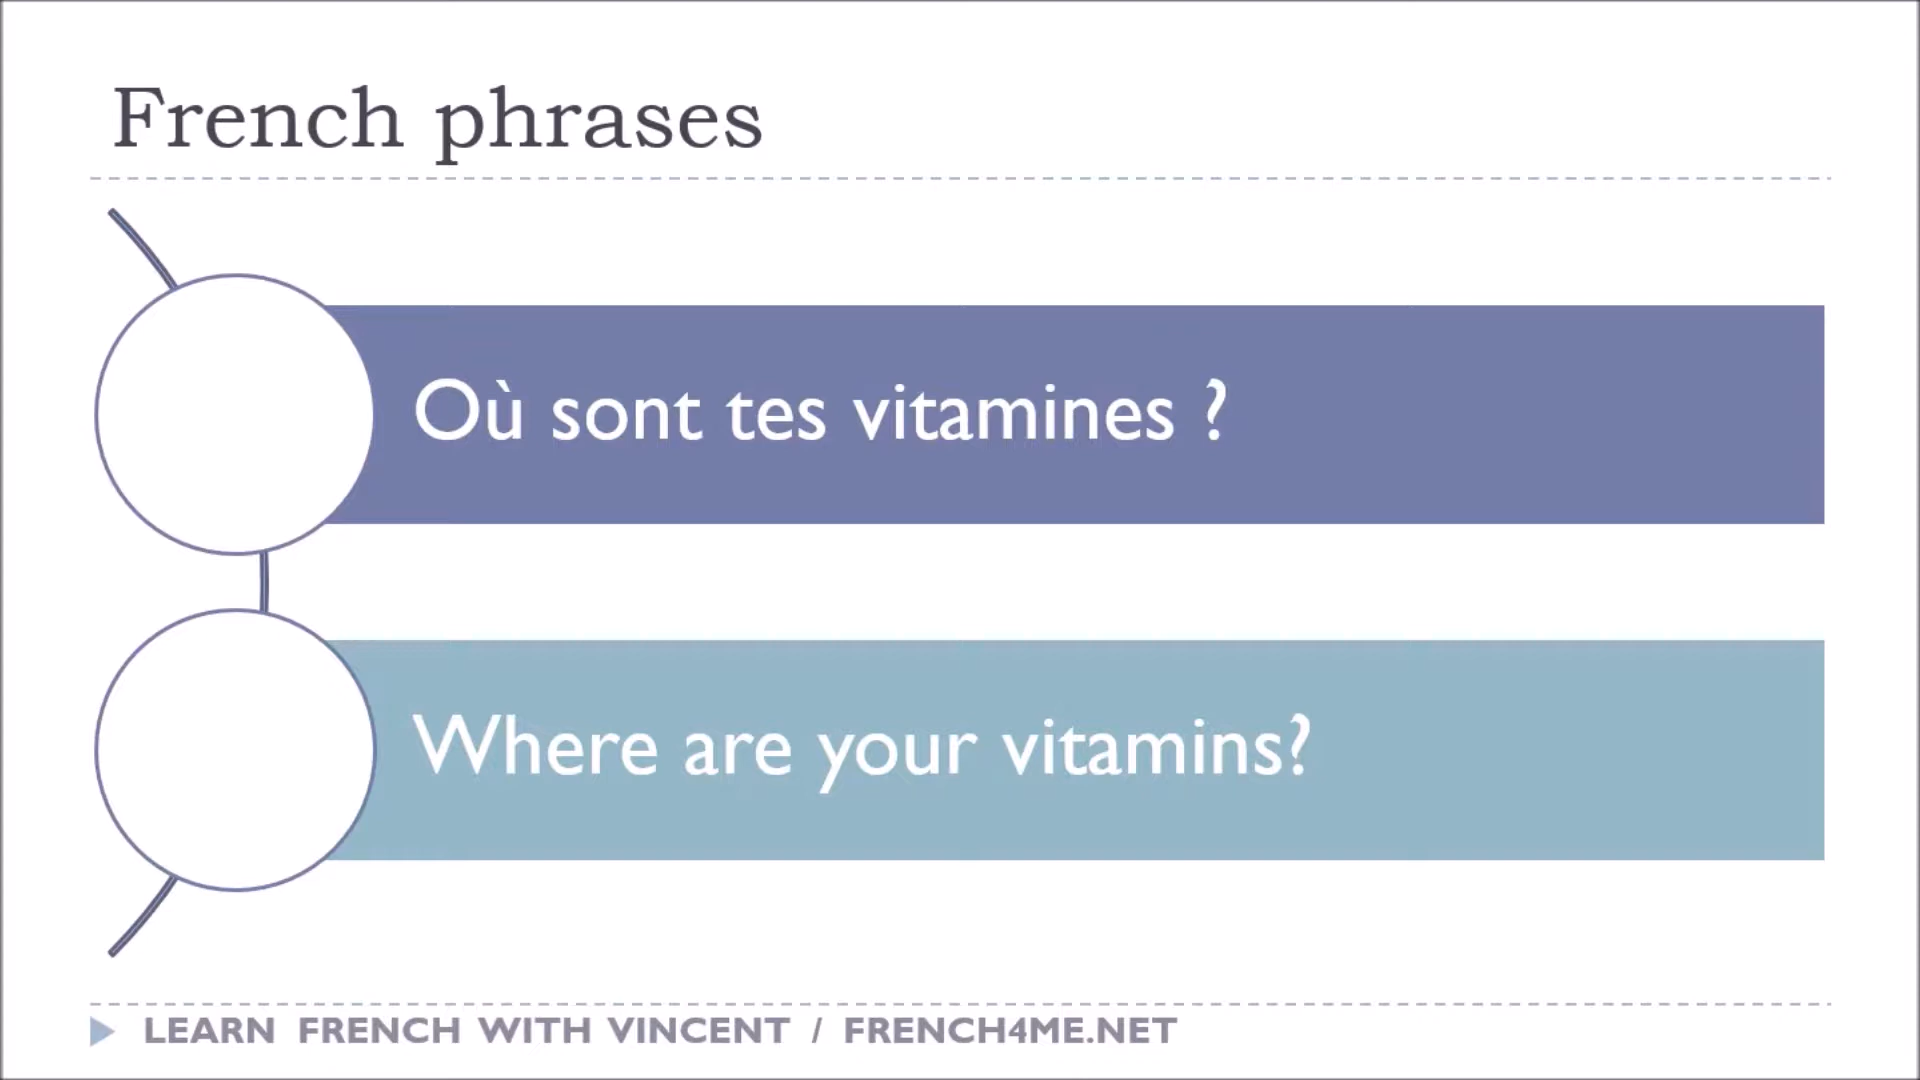 French phrases
Où sont tes vitamines ?
Where are your vitamins?
LEARN FRENCH WITH VINCENT / FRENCH4ME.NET